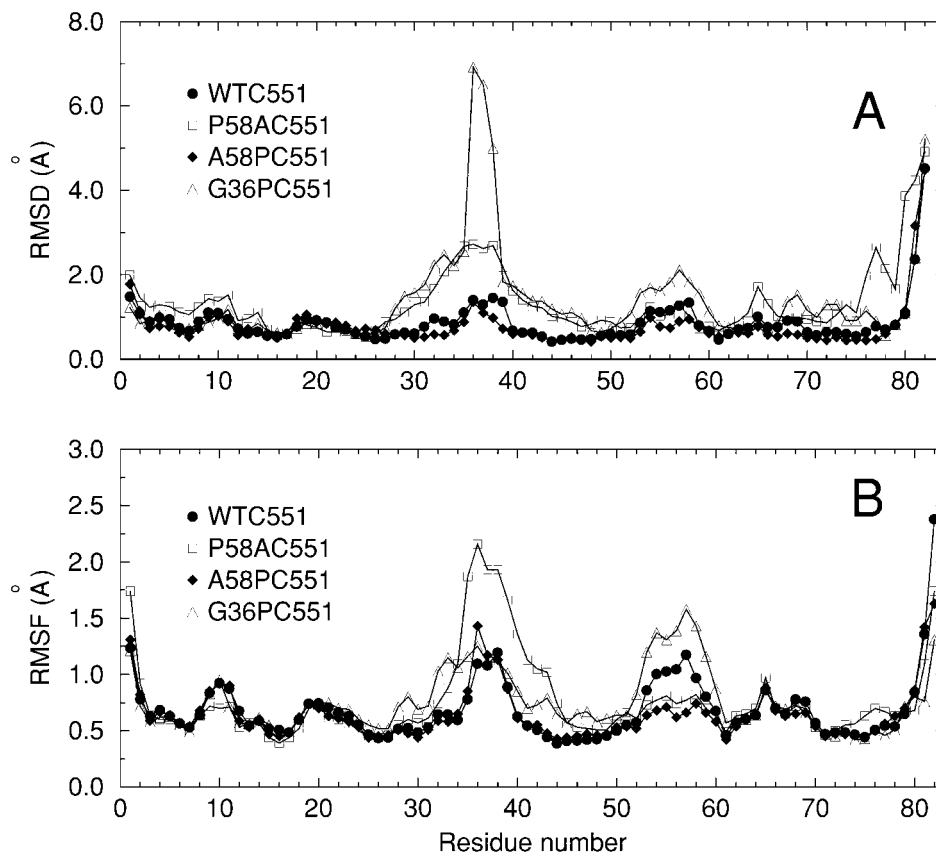 8.0
6.0
4.0
2.0
0.0
RMSD (Å)
WTC551
P58AC551
A58PC551
G36PC551
A
0 10 20 30 40 50 60 70 80
3.0
2.5
2.0
1.5
1.0
0.5
0.0
RMSF (Å)
WTC551
P58AC551
A58PC551
G36PC551
B
0 10 20 30 40 50 60 70 80
Residue number